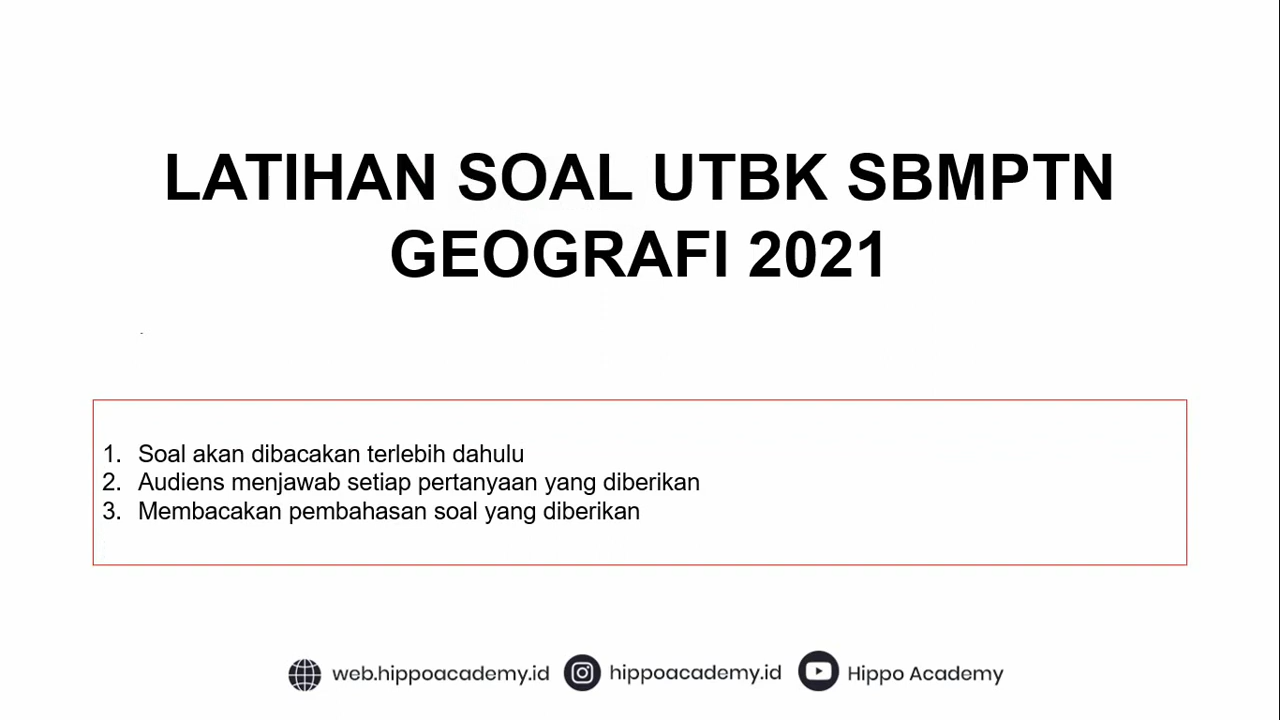 LATIHAN SOAL UTBK SBMPTN
GEOGRAFI 2021
1. Soal akan dibacakan terlebih dahulu
2. Audiens menjawab setiap pertanyaan yang diberikan
3. Membacakan pembahasan soal yang diberikan
web.hippoacademy.id hippoacademy.id Hippo Academy